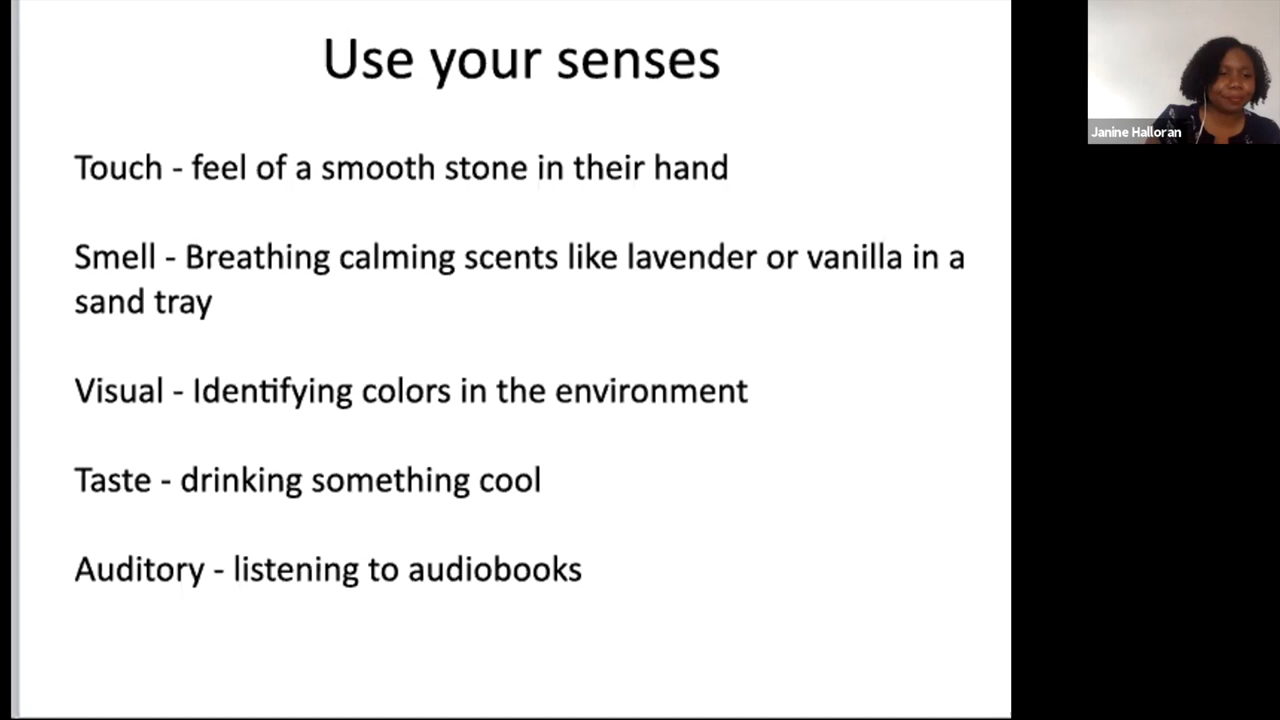 Use your senses
Touch - feel of a smooth stone in their hand
Smell - Breathing calming scents like lavender or vanilla in a
sand tray
Visual - Identifying colors in the environment
Taste - drinking something cool
Auditory - listening to audiobooks
Janine Halloran